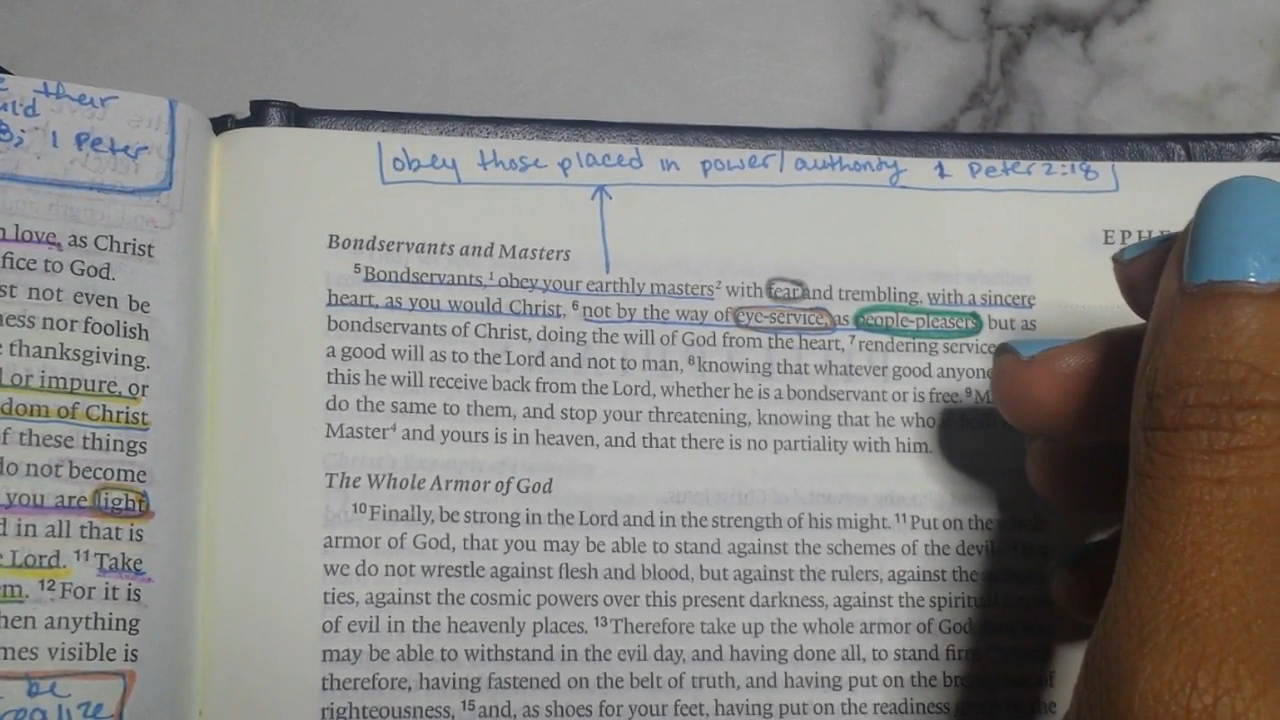 e their
uld
8; 1 Peter
love, as Christ
fice to God.
st not even be
ness nor foolish
thanksgiving.
l or impure, or
dom of Christ
f these things
do not become
you are light
d in all that is
Lord. 11 Take
em. 12 For it is
hen anything
mes visible is
be
ealize
obey those placed in power/authority 1 Peter 2:18
EPHE
Bondservants and Masters
5 Bondservants,1 obey your earthly masters2 with fear and trembling, with a sincere
heart, as you would Christ, 6 not by the way of eye-service, as people-pleasers, but as
bondservants of Christ, doing the will of God from the heart, 7 rendering service
a good will as to the Lord and not to man, 8 knowing that whatever good anyone
this he will receive back from the Lord, whether he is a bondservant or is free. 9 M
do the same to them, and stop your threatening, knowing that he who
Master4 and yours is in heaven, and that there is no partiality with him.
The Whole Armor of God
10 Finally, be strong in the Lord and in the strength of his might. 11 Put on the whole
armor of God, that you may be able to stand against the schemes of the devil.
we do not wrestle against flesh and blood, but against the rulers, against the
ties, against the cosmic powers over this present darkness, against the spiritual
of evil in the heavenly places. 13 Therefore take up the whole armor of God
may be able to withstand in the evil day, and having done all, to stand firm.
therefore, having fastened on the belt of truth, and having put on the breastplate of
righteousness, 15 and, as shoes for your feet, having put on the readiness